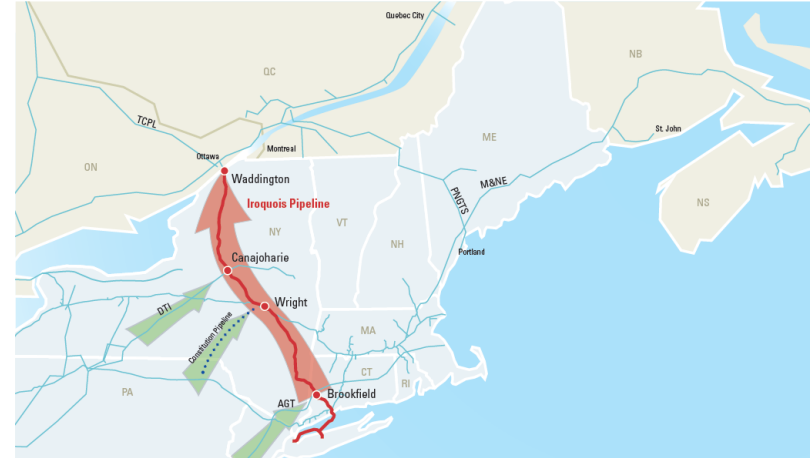 Quebec City
NB
QC
TCPL
St. John
ME
Ottawa
Montreal
ON
Waddington
M&NE
PNGTS
Iroquois Pipeline
NS
VT
NY
NH
Portland
Canajoharie
Wright
DTI
Constitution Pipeline
MA
CT
RI
PA
Brookfield
AGT